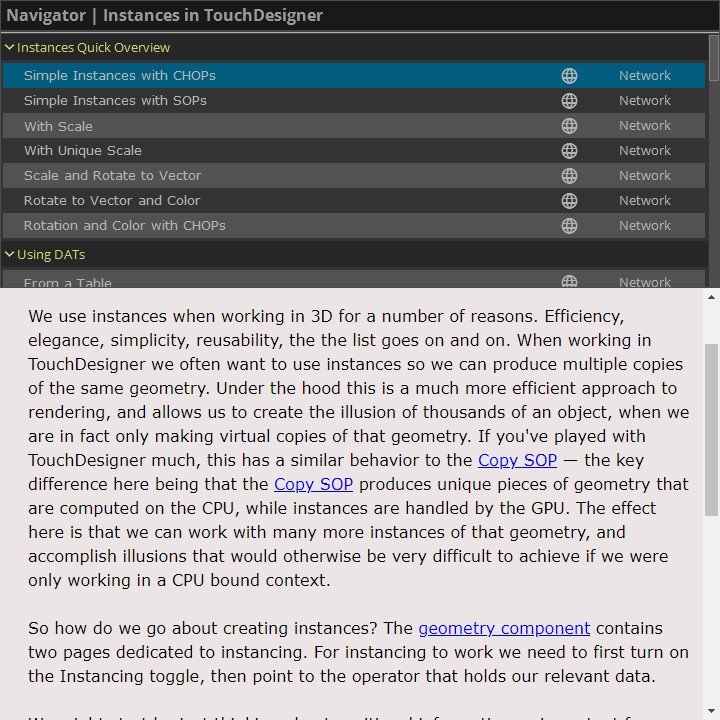 Navigator | Instances in TouchDesigner
Instances Quick Overview
Simple Instances with CHOPs Network
Simple Instances with SOPs Network
With Scale Network
With Unique Scale Network
Scale and Rotate to Vector Network
Rotate to Vector and Color Network
Rotation and Color with CHOPs Network
Using DATs
From a Table Network
We use instances when working in 3D for a number of reasons. Efficiency,
elegance, simplicity, reusability, the the list goes on and on. When working in
TouchDesigner we often want to use instances so we can produce multiple copies
of the same geometry. Under the hood this is a much more efficient approach to
rendering, and allows us to create the illusion of thousands of an object, when we
are in fact only making virtual copies of that geometry. If you've played with
TouchDesigner much, this has a similar behavior to the Copy SOP — the key
difference here being that the Copy SOP produces unique pieces of geometry that
are computed on the CPU, while instances are handled by the GPU. The effect
here is that we can work with many more instances of that geometry, and
accomplish illusions that would otherwise be very difficult to achieve if we were
only working in a CPU bound context.
So how do we go about creating instances? The geometry component contains
two pages dedicated to instancing. For instancing to work we need to first turn on
the Instancing toggle, then point to the operator that holds our relevant data.